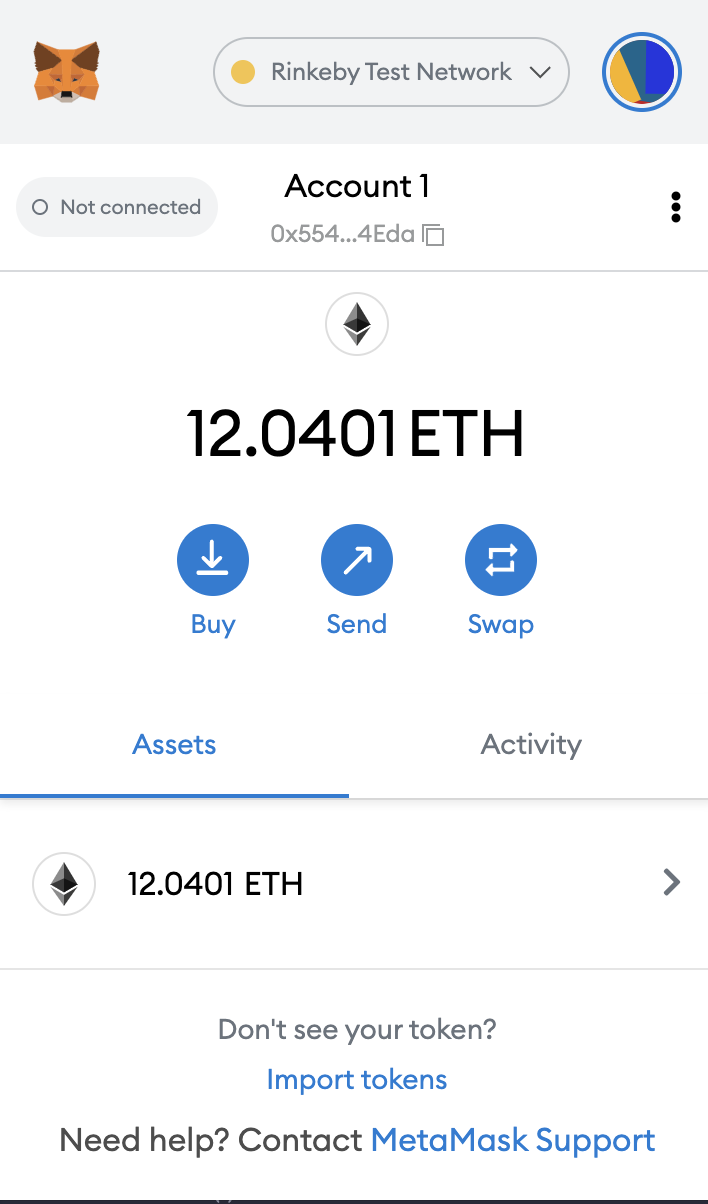 Rinkeby Test Network
Not connected
Account 1
0x554...4Eda
12.0401 ETH
Buy
Send
Swap
Assets
Activity
12.0401 ETH
Don't see your token?
Import tokens
Need help? Contact MetaMask Support